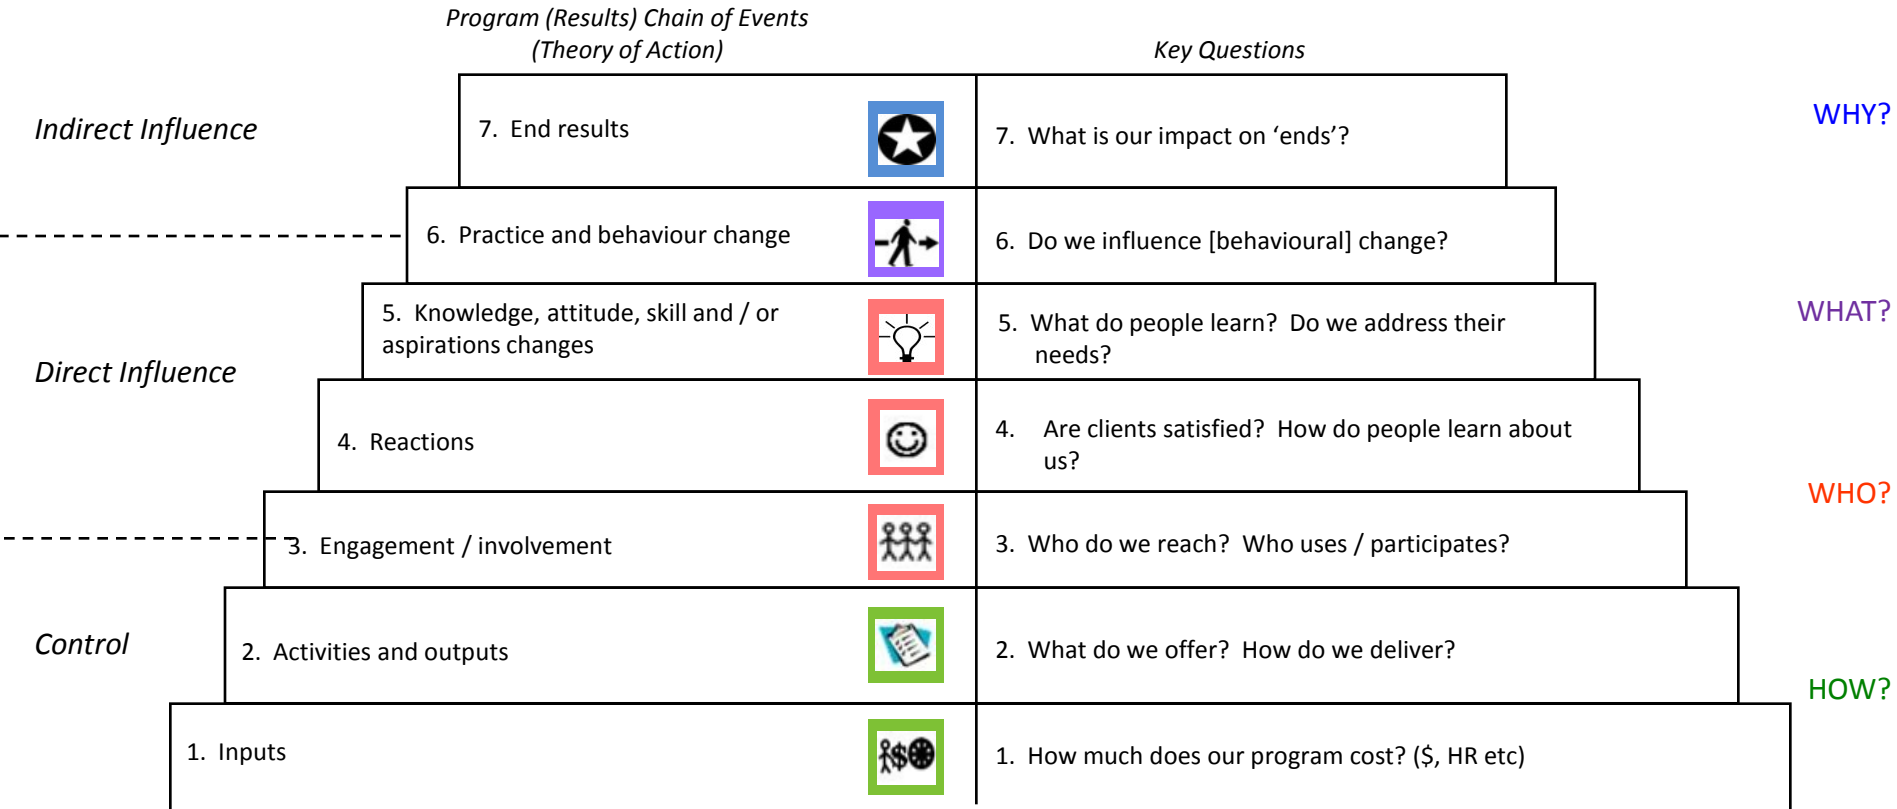 Program (Results) Chain of Events
(Theory of Action)
Key Questions
Indirect Influence
7. End results
7. What is our impact on ‘ends’?
WHY?
6. Practice and behaviour change
6. Do we influence [behavioural] change?
5. Knowledge, attitude, skill and / or
aspirations changes
5. What do people learn? Do we address their
needs?
WHAT?
Direct Influence
4. Reactions
4. Are clients satisfied? How do people learn about
us?
WHO?
3. Engagement / involvement
3. Who do we reach? Who uses / participates?
Control
2. Activities and outputs
2. What do we offer? How do we deliver?
HOW?
1. Inputs
$
1. How much does our program cost? ($, HR etc)